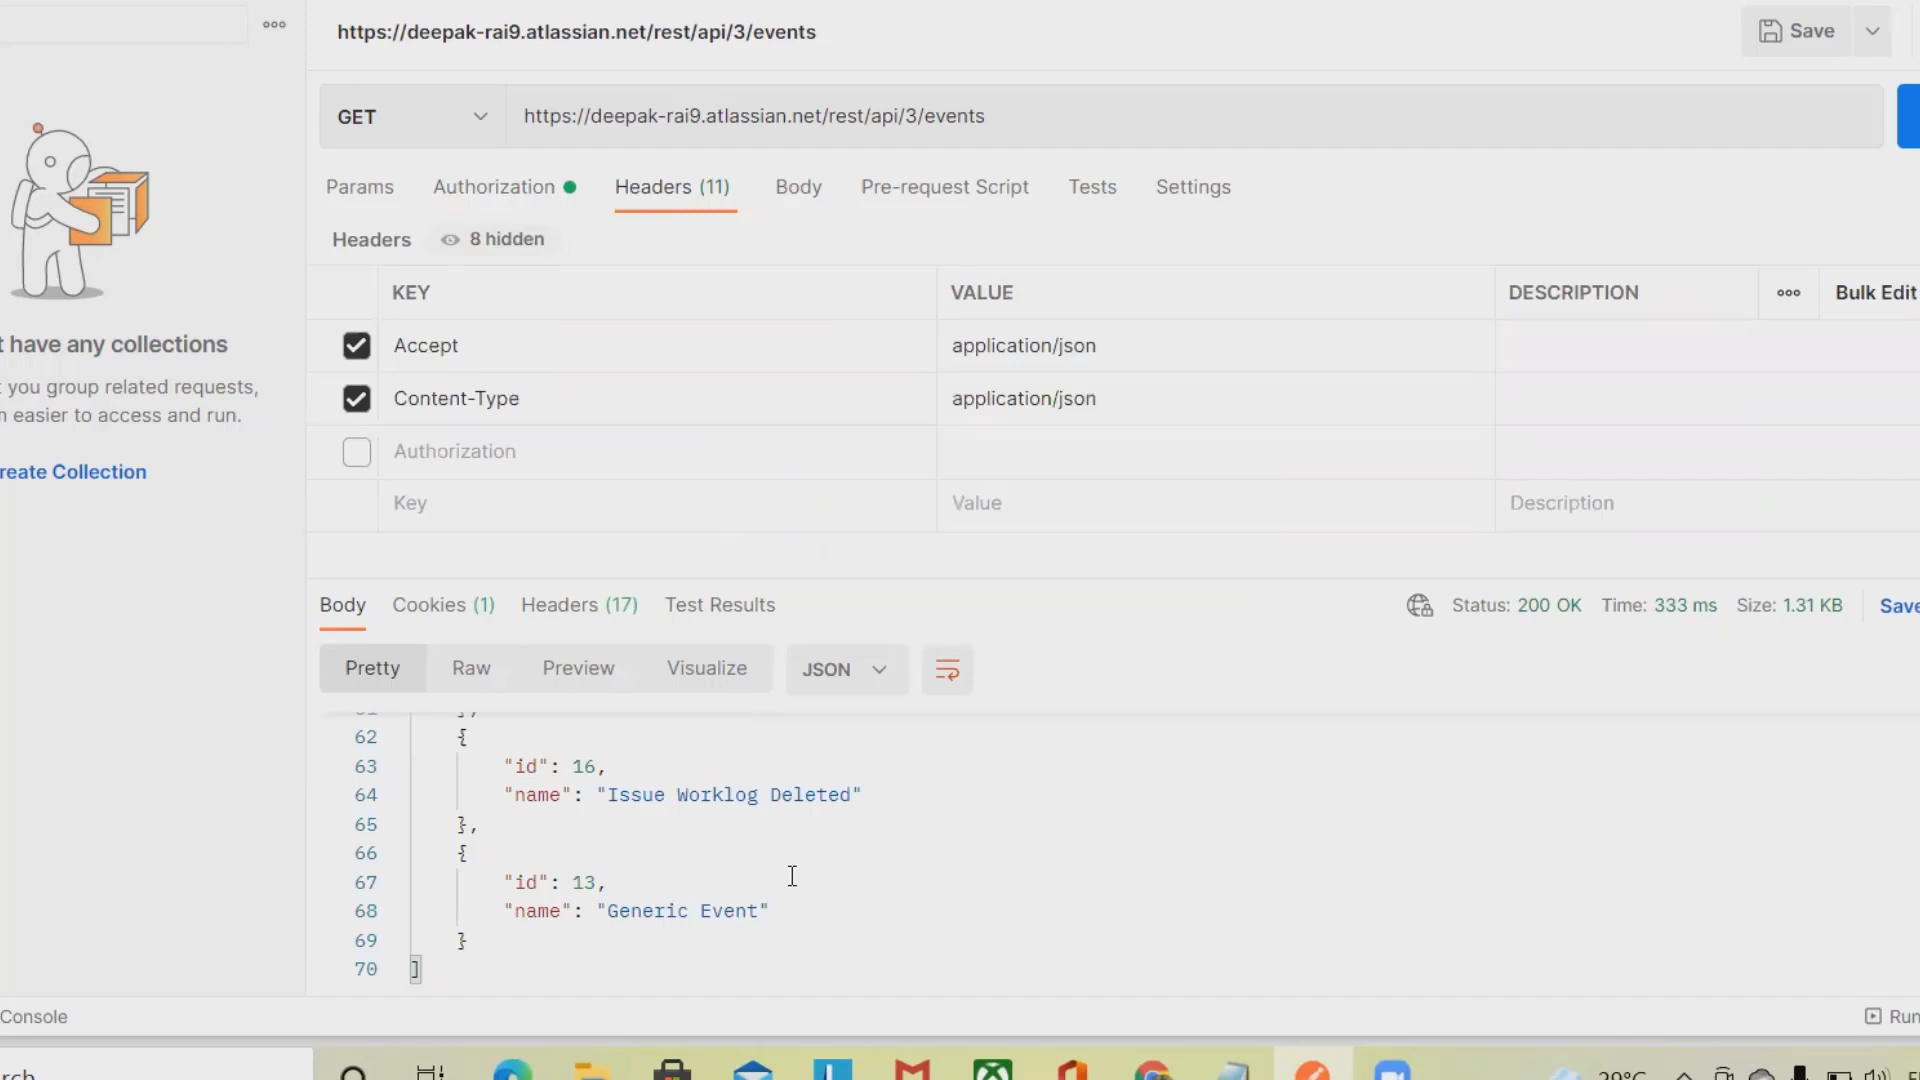 https://deepak-rai9.atlassian.net/rest/api/3/events
Save
GET
https://deepak-rai9.atlassian.net/rest/api/3/events
Params
Authorization
Headers (11)
Body
Pre-request Script
Tests
Settings
Headers
8 hidden
KEY
VALUE
DESCRIPTION
Bulk Edit
Accept
application/json
Content-Type
application/json
Authorization
Key
Value
Description
t have any collections
you group related requests,
easier to access and run.
reate Collection
Body
Cookies (1)
Headers (17)
Test Results
Status: 200 OK
Time: 333 ms
Size: 1.31 KB
Save
Pretty
Raw
Preview
Visualize
JSON
62 {
63 "id": 16,
64 "name": "Issue Worklog Deleted"
65 },
66 {
67 "id": 13,
68 "name": "Generic Event"
69 }
70 ]
Console
Run
29°C